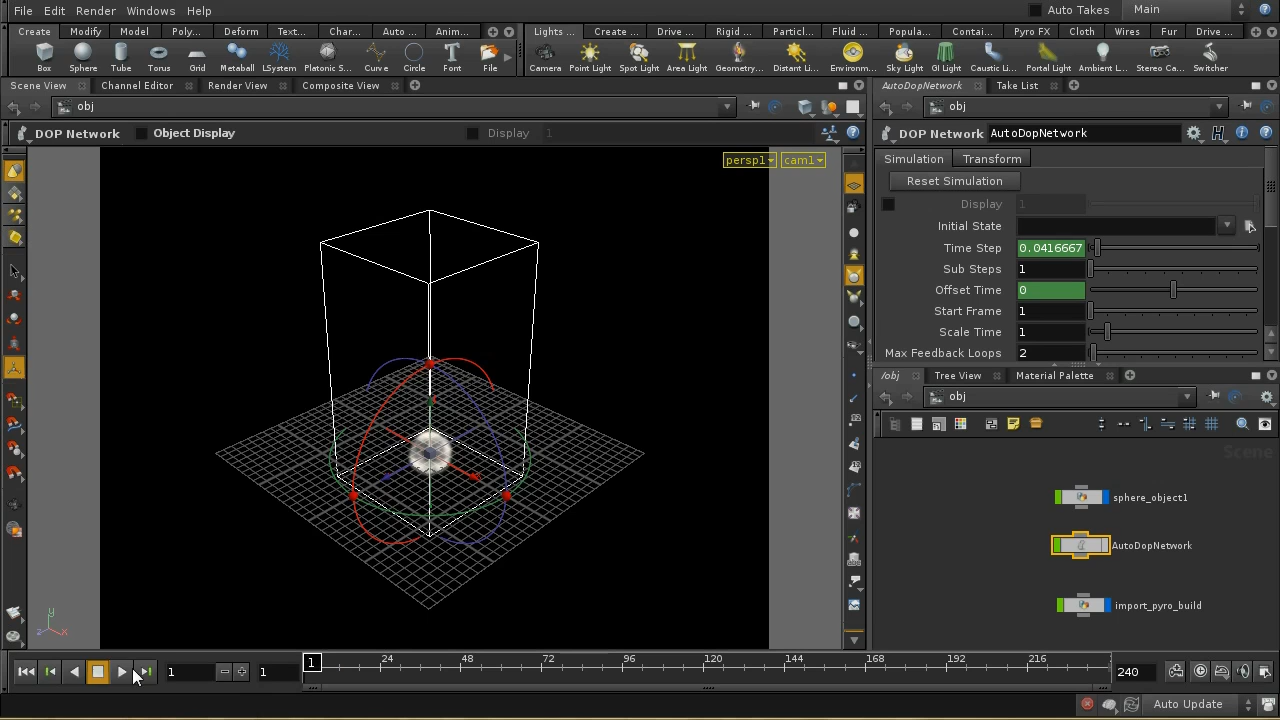 File Edit Render Windows Help Auto Takes Main
Create Modify Model Poly... Deform Text... Char... Auto ... Anim... Lights ... Create ... Drive ... Rigid ... Particl... Fluid ... Popula... Contai... Pyro FX Cloth Wires Fur Drive ...
Box Sphere Tube Torus Grid Metaball LSystem Platonic S... Curve Circle Font File Camera Point Light Spot Light Area Light Geometry... Distant Li... Environm... Sky Light GI Light Caustic Li... Portal Light Ambient L... Stereo Ca... Switcher
Scene View Channel Editor Render View Composite View AutoDopNetwork Take List
obj obj
DOP Network Object Display Display 1 DOP Network AutoDopNetwork
persp1 cam1
Simulation Transform
Reset Simulation
Display 1
Initial State
Time Step 0.0416667
Sub Steps 1
Offset Time 0
Start Frame 1
Scale Time 1
Max Feedback Loops 2
/obj Tree View Material Palette
obj
Scene
sphere_object1
AutoDopNetwork
import_pyro_build
y
z x
1 1 1 24 48 72 96 120 144 168 192 216 240
Auto Update